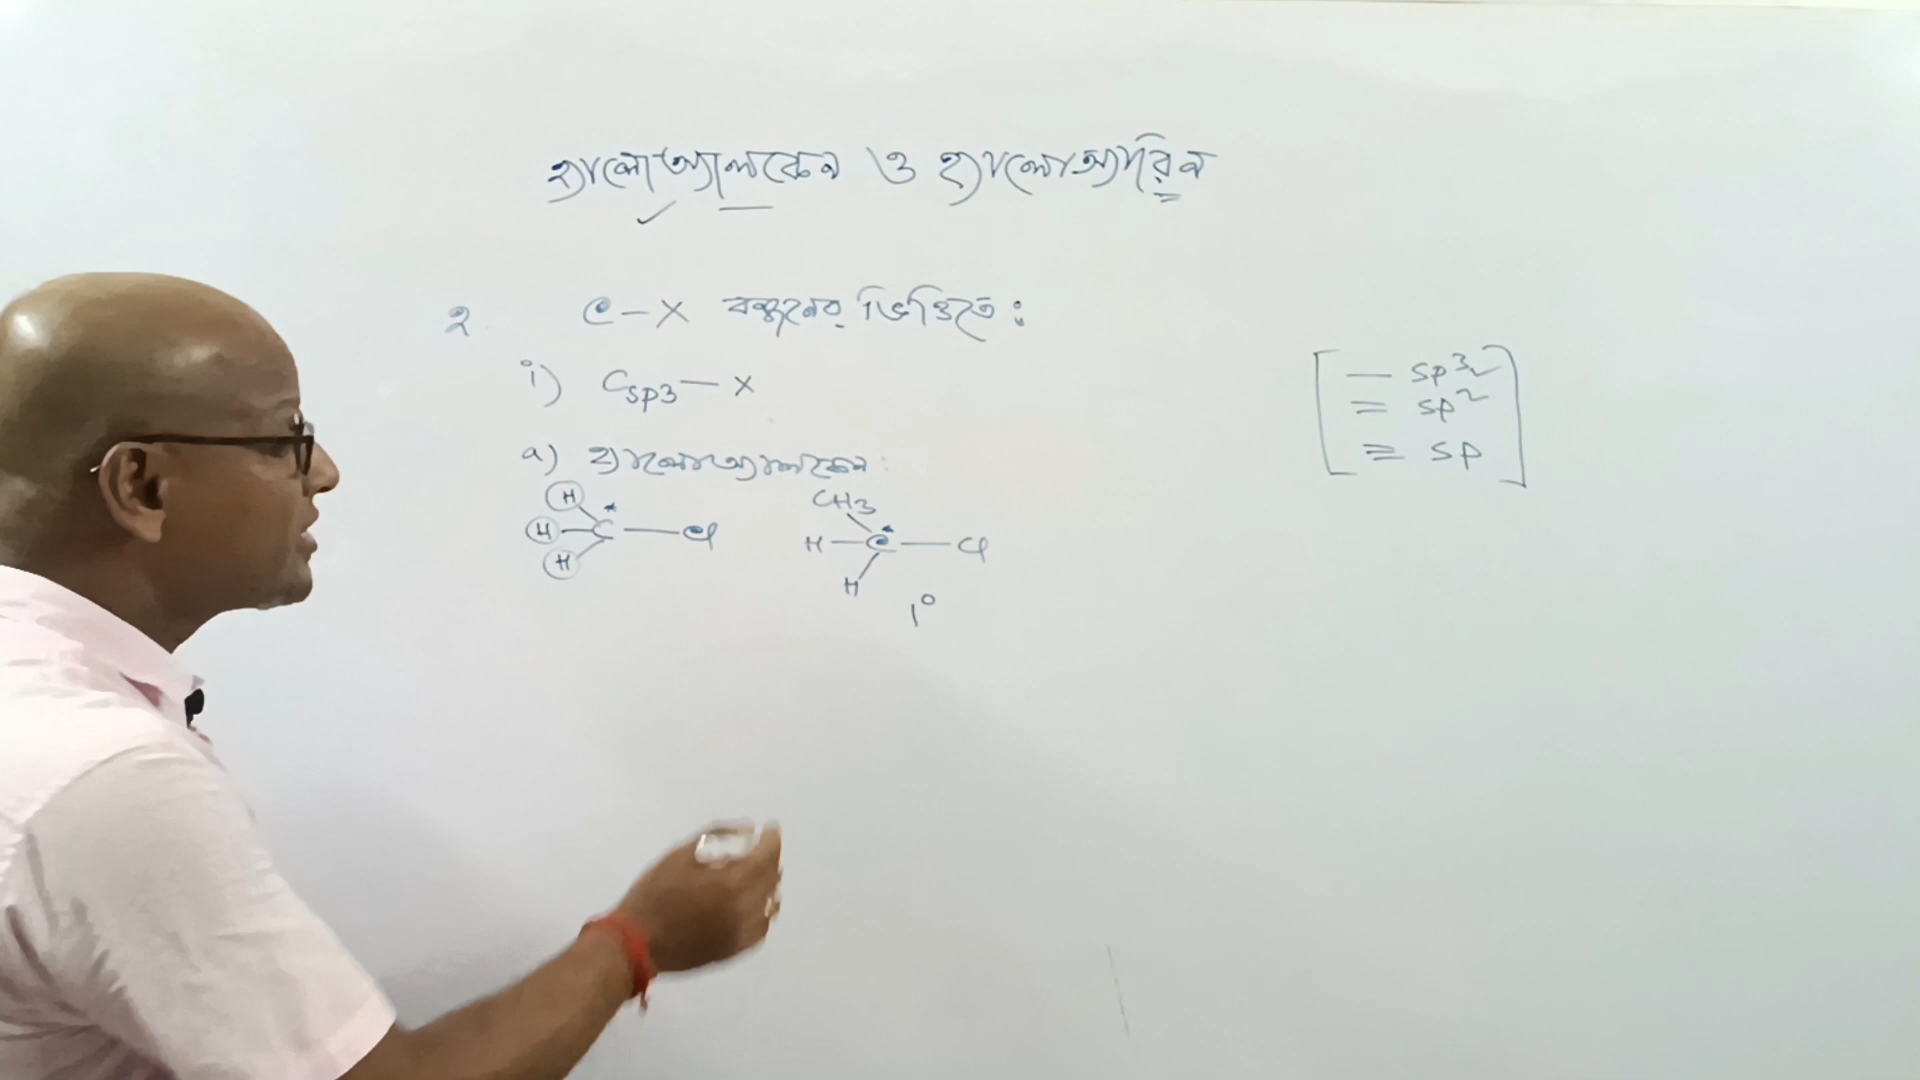 হ্যালোঅ্যালকেন ও হ্যালোঅ্যারিন
২ C-X বন্ধনের ভিত্তিতে:
i) Csp3-X
a) হ্যালোঅ্যালকেন:
H
H-C*-Cl
H
CH3
H-C*-Cl
H
1°
— sp3
= sp2
≡ sp